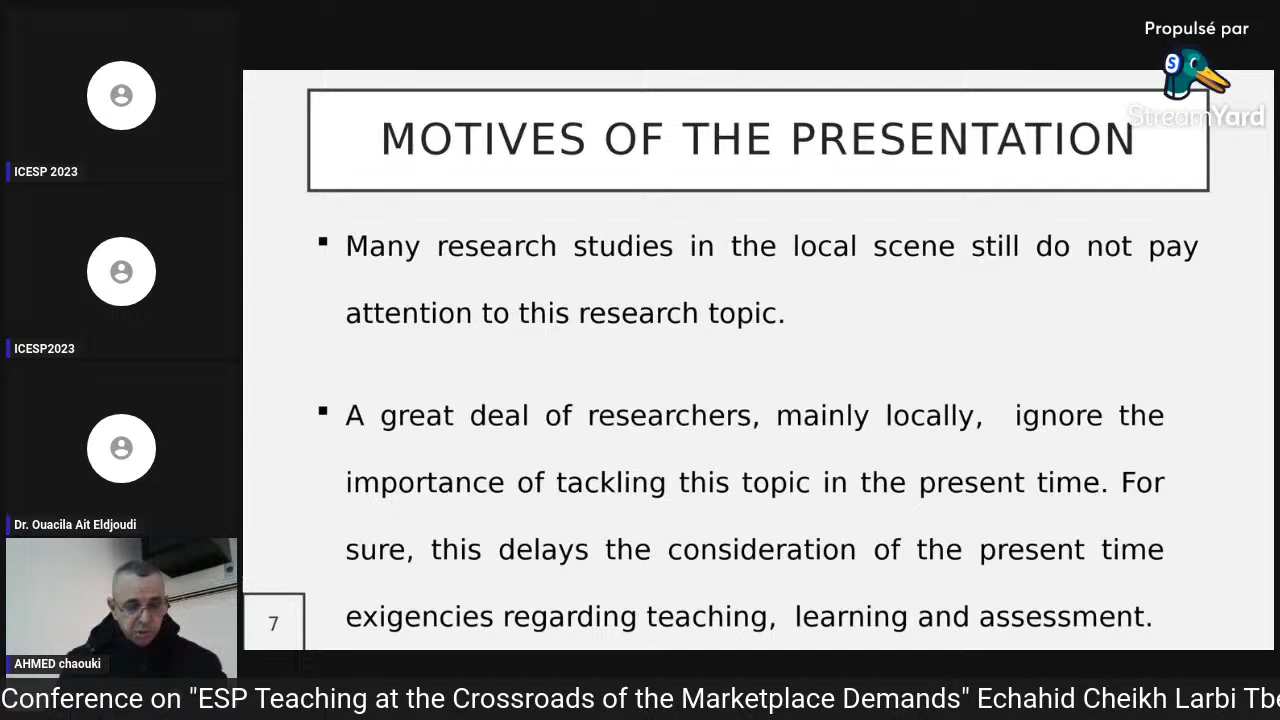 Propulsé par
StreamYard
ICESP 2023
ICESP2023
Dr. Ouacila Ait Eldjoudi
AHMED chaouki
MOTIVES OF THE PRESENTATION
▪ Many research studies in the local scene still do not pay
attention to this research topic.
▪ A great deal of researchers, mainly locally, ignore the
importance of tackling this topic in the present time. For
sure, this delays the consideration of the present time
exigencies regarding teaching, learning and assessment.
7
Conference on "ESP Teaching at the Crossroads of the Marketplace Demands" Echahid Cheikh Larbi